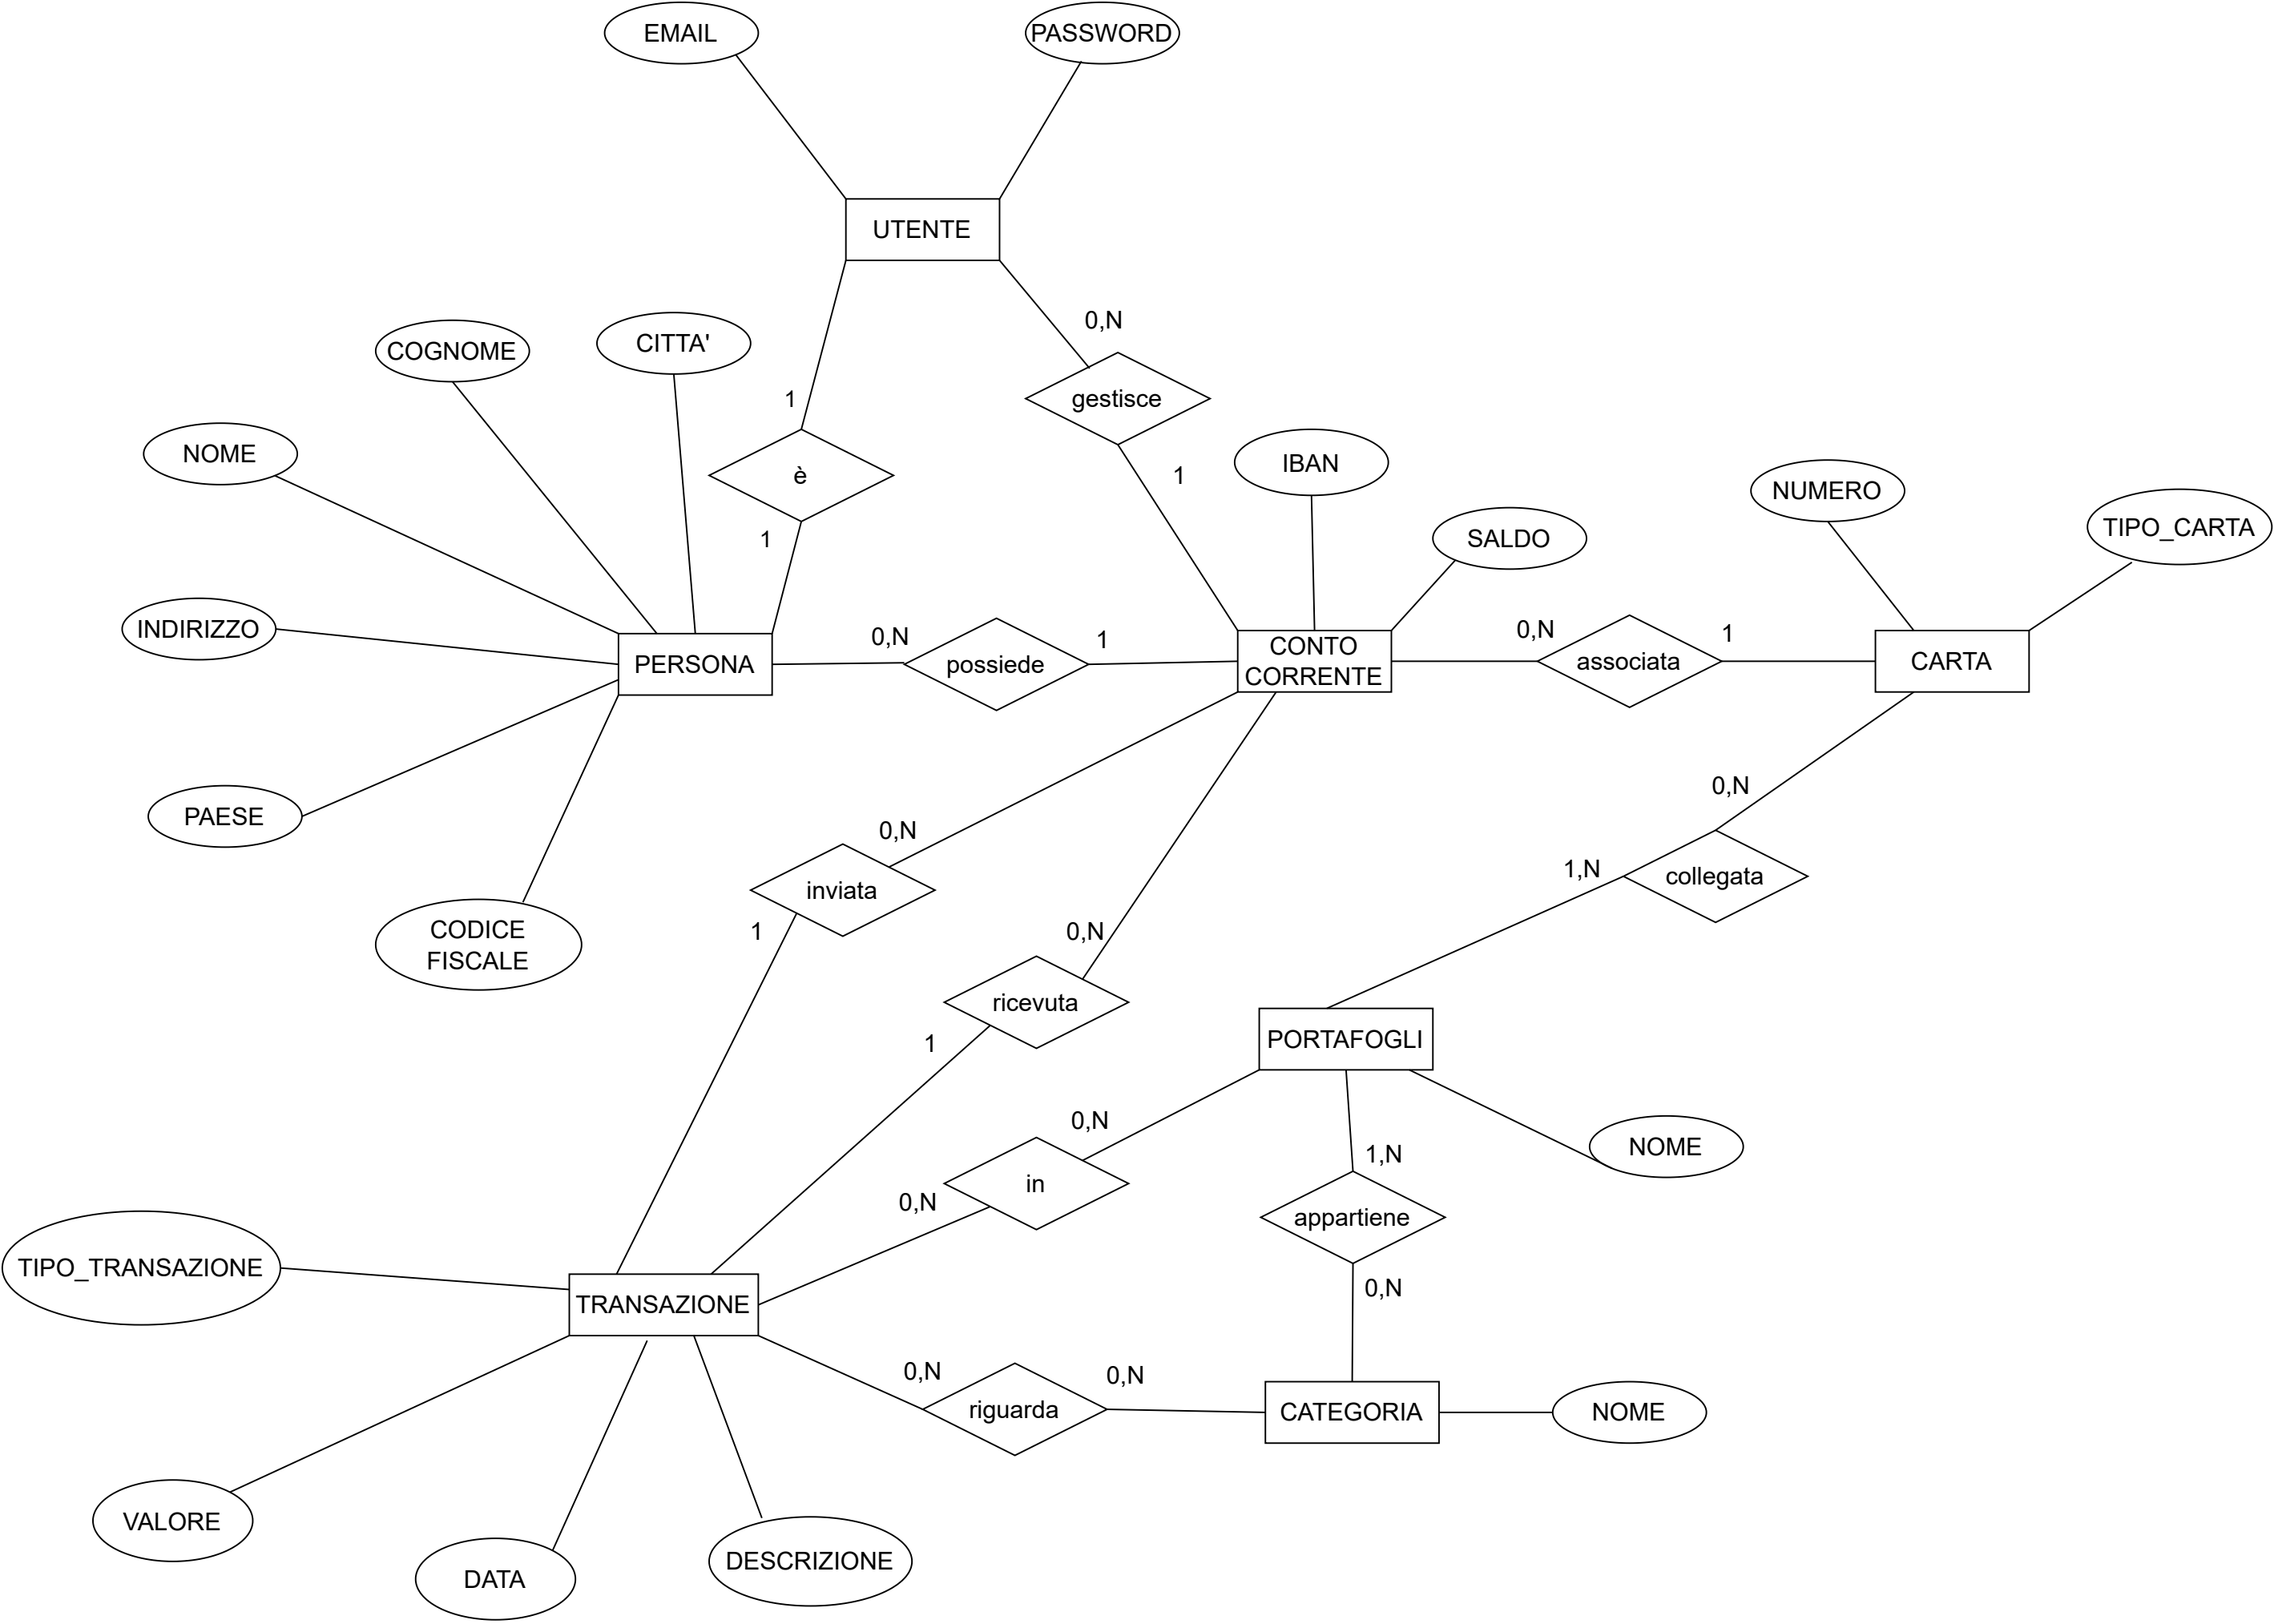 EMAIL
PASSWORD
UTENTE
0,N
COGNOME
CITTA'
1
gestisce
NOME
è
1
IBAN
NUMERO
TIPO_CARTA
1
SALDO
INDIRIZZO
PERSONA
0,N
possiede
1
CONTO
CORRENTE
0,N
associata
1
CARTA
PAESE
0,N
0,N
inviata
1,N
collegata
CODICE
FISCALE
1
0,N
ricevuta
1
PORTAFOGLI
0,N
1,N
NOME
in
0,N
appartiene
TIPO_TRANSAZIONE
TRANSAZIONE
0,N
0,N
riguarda
0,N
CATEGORIA
NOME
VALORE
DATA
DESCRIZIONE